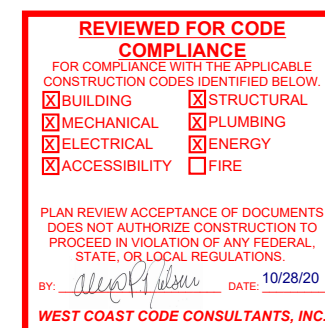 REVIEWED FOR CODE
COMPLIANCE
FOR COMPLIANCE WITH THE APPLICABLE
CONSTRUCTION CODES IDENTIFIED BELOW.
X BUILDING X STRUCTURAL
X MECHANICAL X PLUMBING
X ELECTRICAL X ENERGY
X ACCESSIBILITY FIRE
PLAN REVIEW ACCEPTANCE OF DOCUMENTS
DOES NOT AUTHORIZE CONSTRUCTION TO
PROCEED IN VIOLATION OF ANY FEDERAL,
STATE, OR LOCAL REGULATIONS.
BY: DATE: 10/28/20
WEST COAST CODE CONSULTANTS, INC.